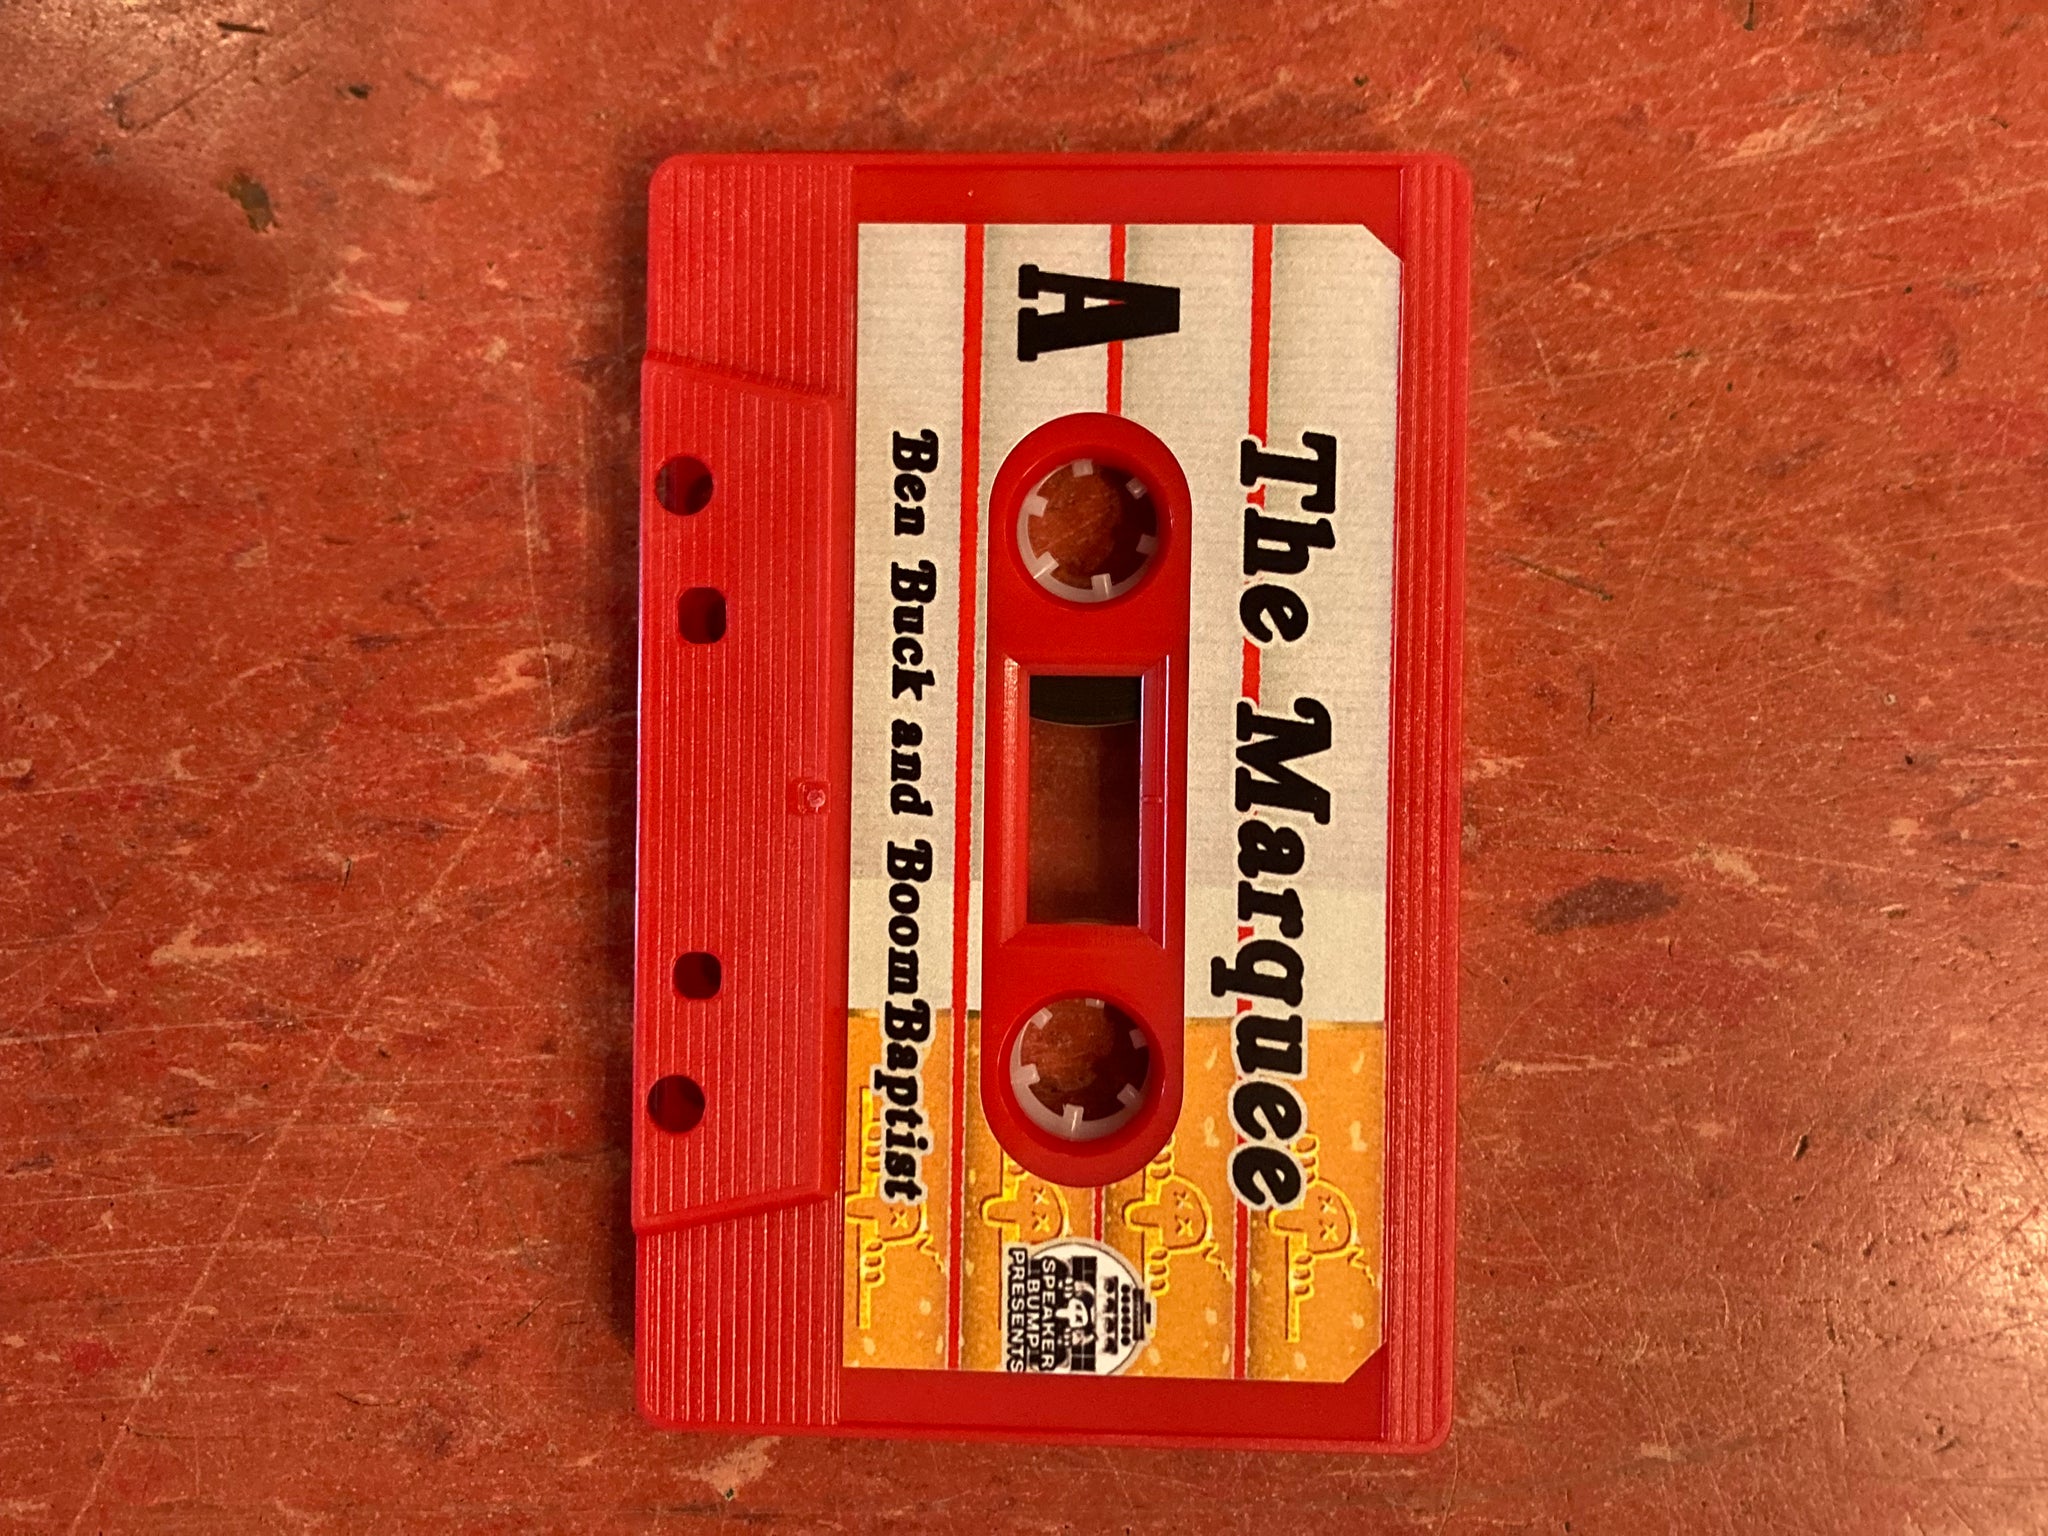 The Marquee
A
Ben Buck and BoomBaptist
SPEAKER
BUMP
PRESENTS